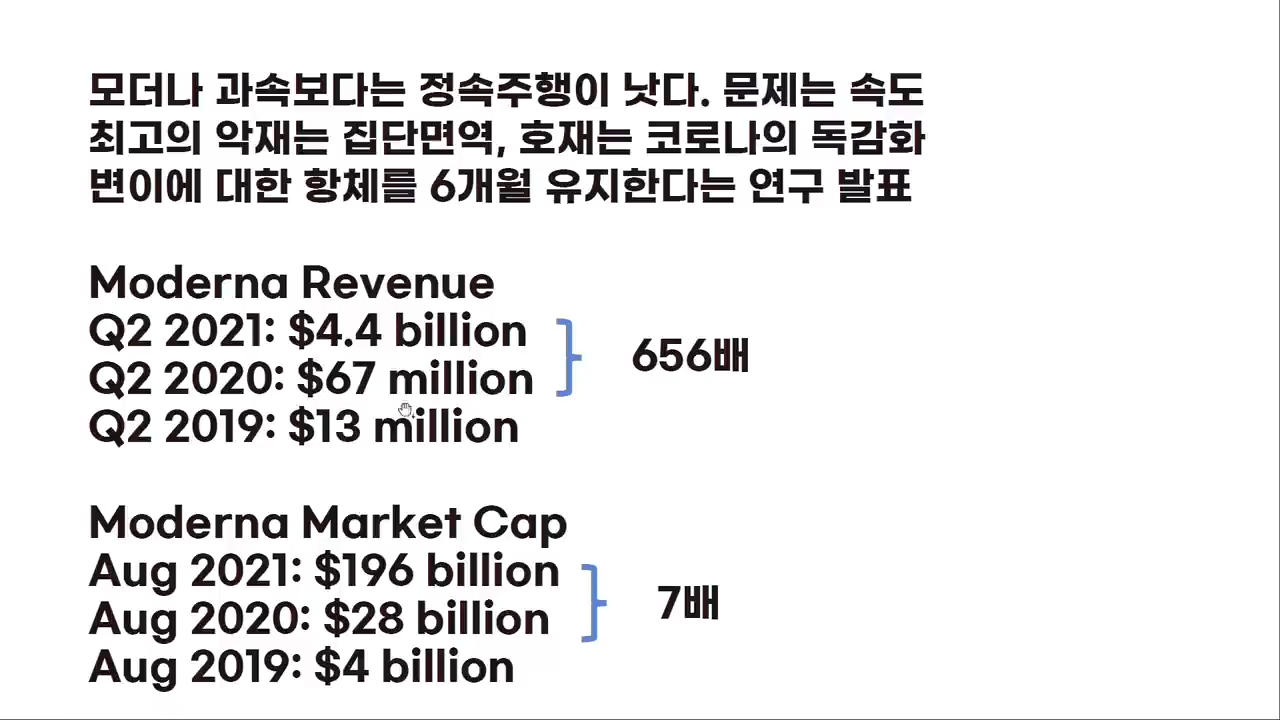 모더나 과속보다는 정속주행이 낫다. 문제는 속도
최고의 악재는 집단면역, 호재는 코로나의 독감화
변이에 대한 항체를 6개월 유지한다는 연구 발표
Moderna Revenue
Q2 2021: $4.4 billion
Q2 2020: $67 million
656배
Q2 2019: $13 million
Moderna Market Cap
Aug 2021: $196 billion
Aug 2020: $28 billion
7배
Aug 2019: $4 billion